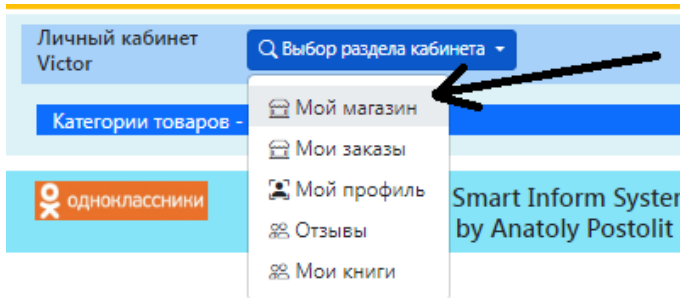 Личный кабинет
Victor
Выбор раздела кабинета
Мой магазин
Категории товаров -
Мои заказы
Мой профиль
одноклассники
Smart Inform System
by Anatoly Postolit
Отзывы
Мои книги